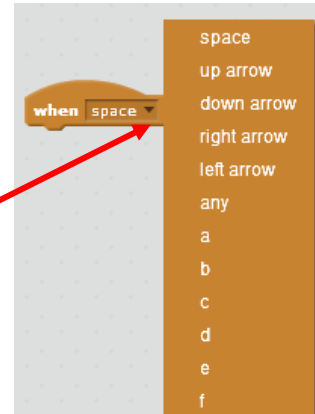 when space
space
up arrow
down arrow
right arrow
left arrow
any
a
b
c
d
e
f